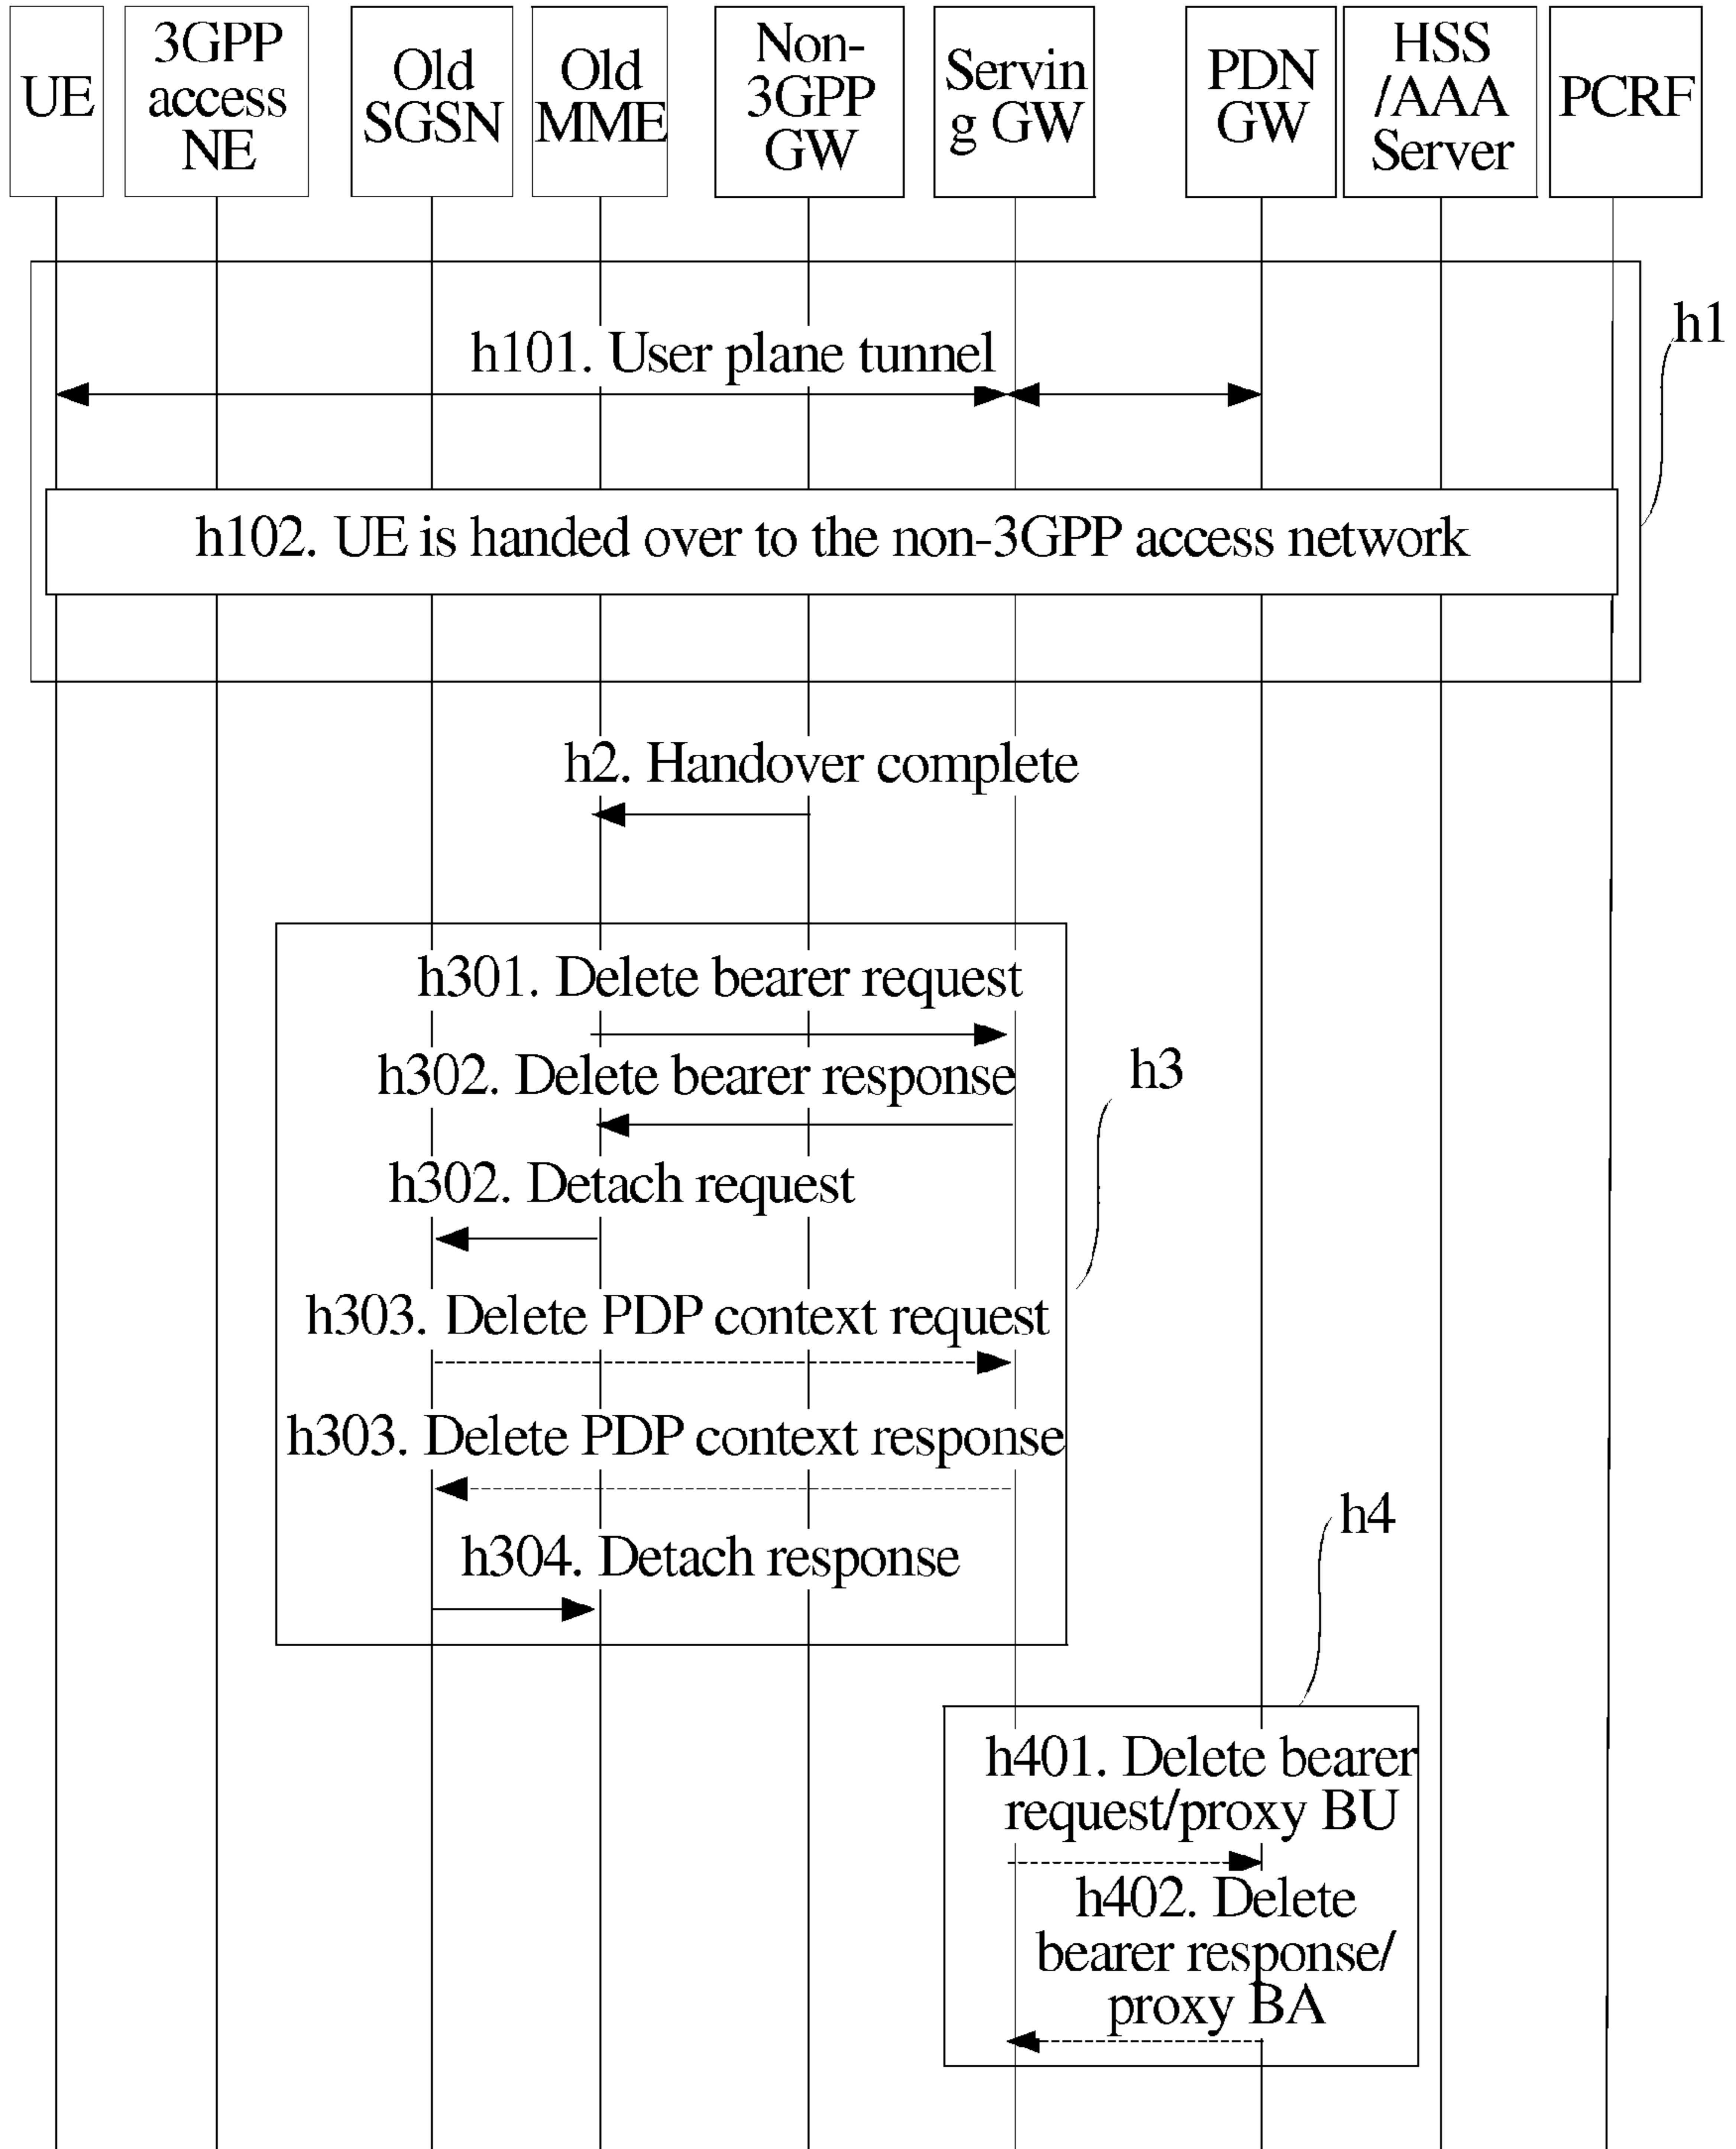 UE
3GPP
access
NE
Old
SGSN
Old
MME
Non-
3GPP
GW
Servin
g GW
PDN
GW
HSS
/AAA
Server
PCRF
h1
h101. User plane tunnel
h102. UE is handed over to the non-3GPP access network
h2. Handover complete
h301. Delete bearer request
h302. Delete bearer response
h3
h302. Detach request
h303. Delete PDP context request
h303. Delete PDP context response
h4
h304. Detach response
h401. Delete bearer
request/proxy BU
h402. Delete
bearer response/
proxy BA